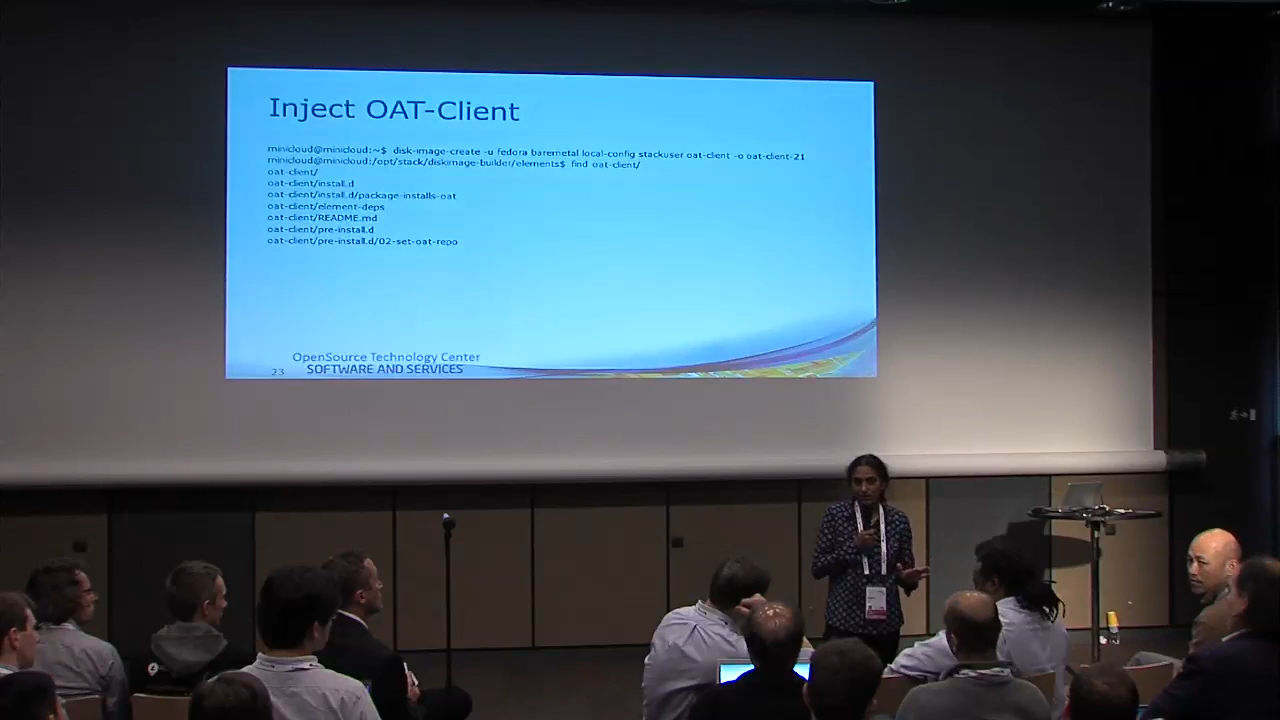 Inject OAT-Client
minicloud@minicloud:~$ disk-image-create -u fedora baremetal local-config stackuser oat-client -o oat-client-21
minicloud@minicloud:/opt/stack/diskimage-builder/elements$ find oat-client/
oat-client/
oat-client/install.d
oat-client/install.d/package-installs-oat
oat-client/element-deps
oat-client/README.md
oat-client/pre-install.d
oat-client/pre-install.d/02-set-oat-repo
OpenSource Technology Center
23 SOFTWARE AND SERVICES